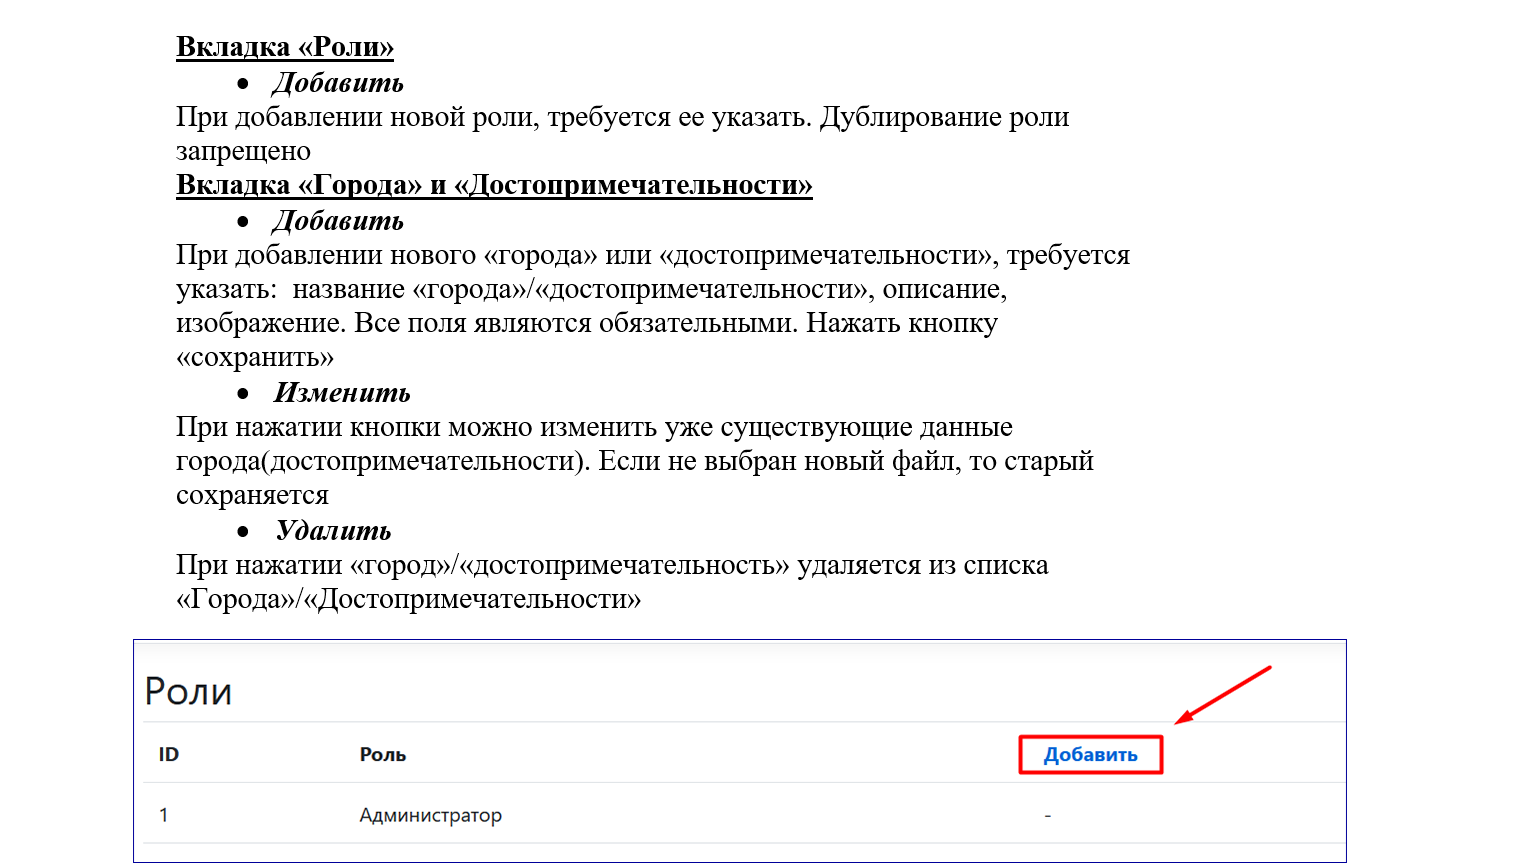 Вкладка «Роли»
• Добавить
При добавлении новой роли, требуется ее указать. Дублирование роли
запрещено
Вкладка «Города» и «Достопримечательности»
• Добавить
При добавлении нового «города» или «достопримечательности», требуется
указать:  название «города»/«достопримечательности», описание,
изображение. Все поля являются обязательными. Нажать кнопку
«сохранить»
• Изменить
При нажатии кнопки можно изменить уже существующие данные
города(достопримечательности). Если не выбран новый файл, то старый
сохраняется
• Удалить
При нажатии «город»/«достопримечательность» удаляется из списка
«Города»/«Достопримечательности»
Роли
ID Роль Добавить
1 Администратор -